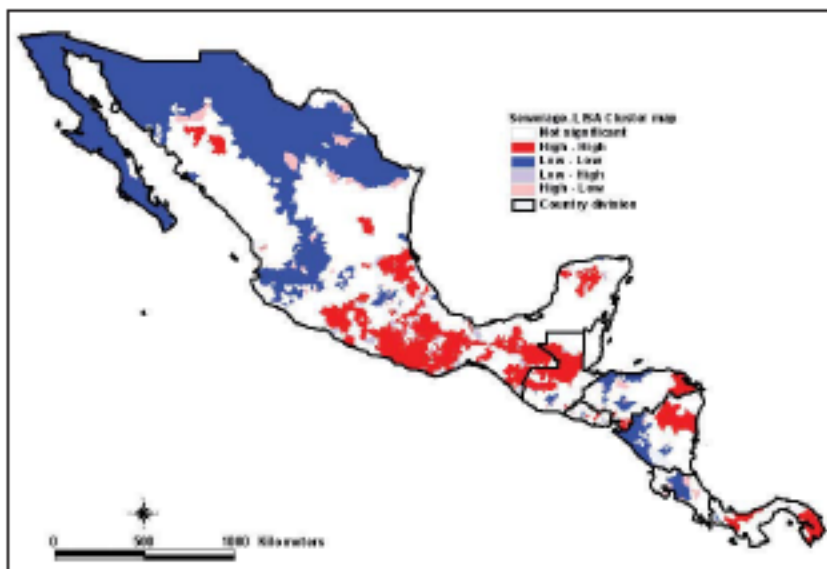 Sewerage. LISA Cluster map
Not significant
High - High
Low - Low
Low - High
High - Low
Country division
0 500 1000 Kilometers